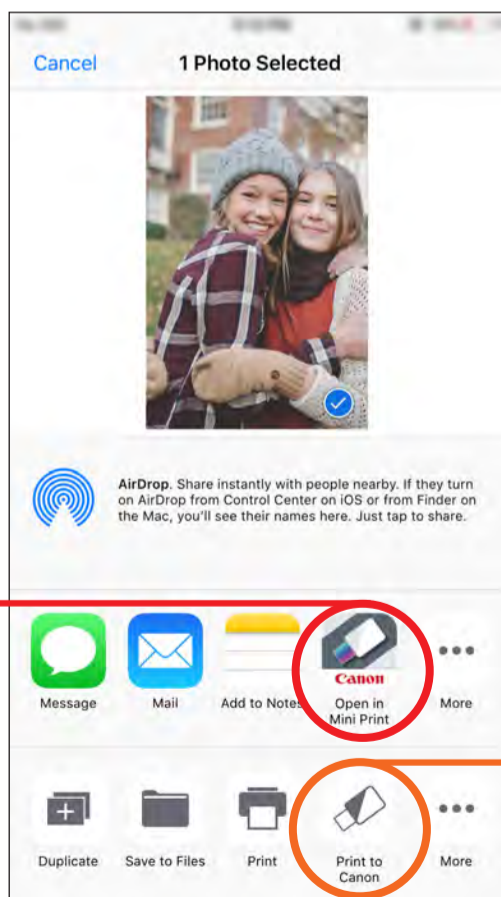 Cancel
1 Photo Selected
AirDrop. Share instantly with people nearby. If they turn
on AirDrop from Control Center on iOS or from Finder on
the Mac, you'll see their names here. Just tap to share.
Canon
Message
Mail
Add to Notes
Open in
Mini Print
More
Duplicate
Save to Files
Print
Print to
Canon
More